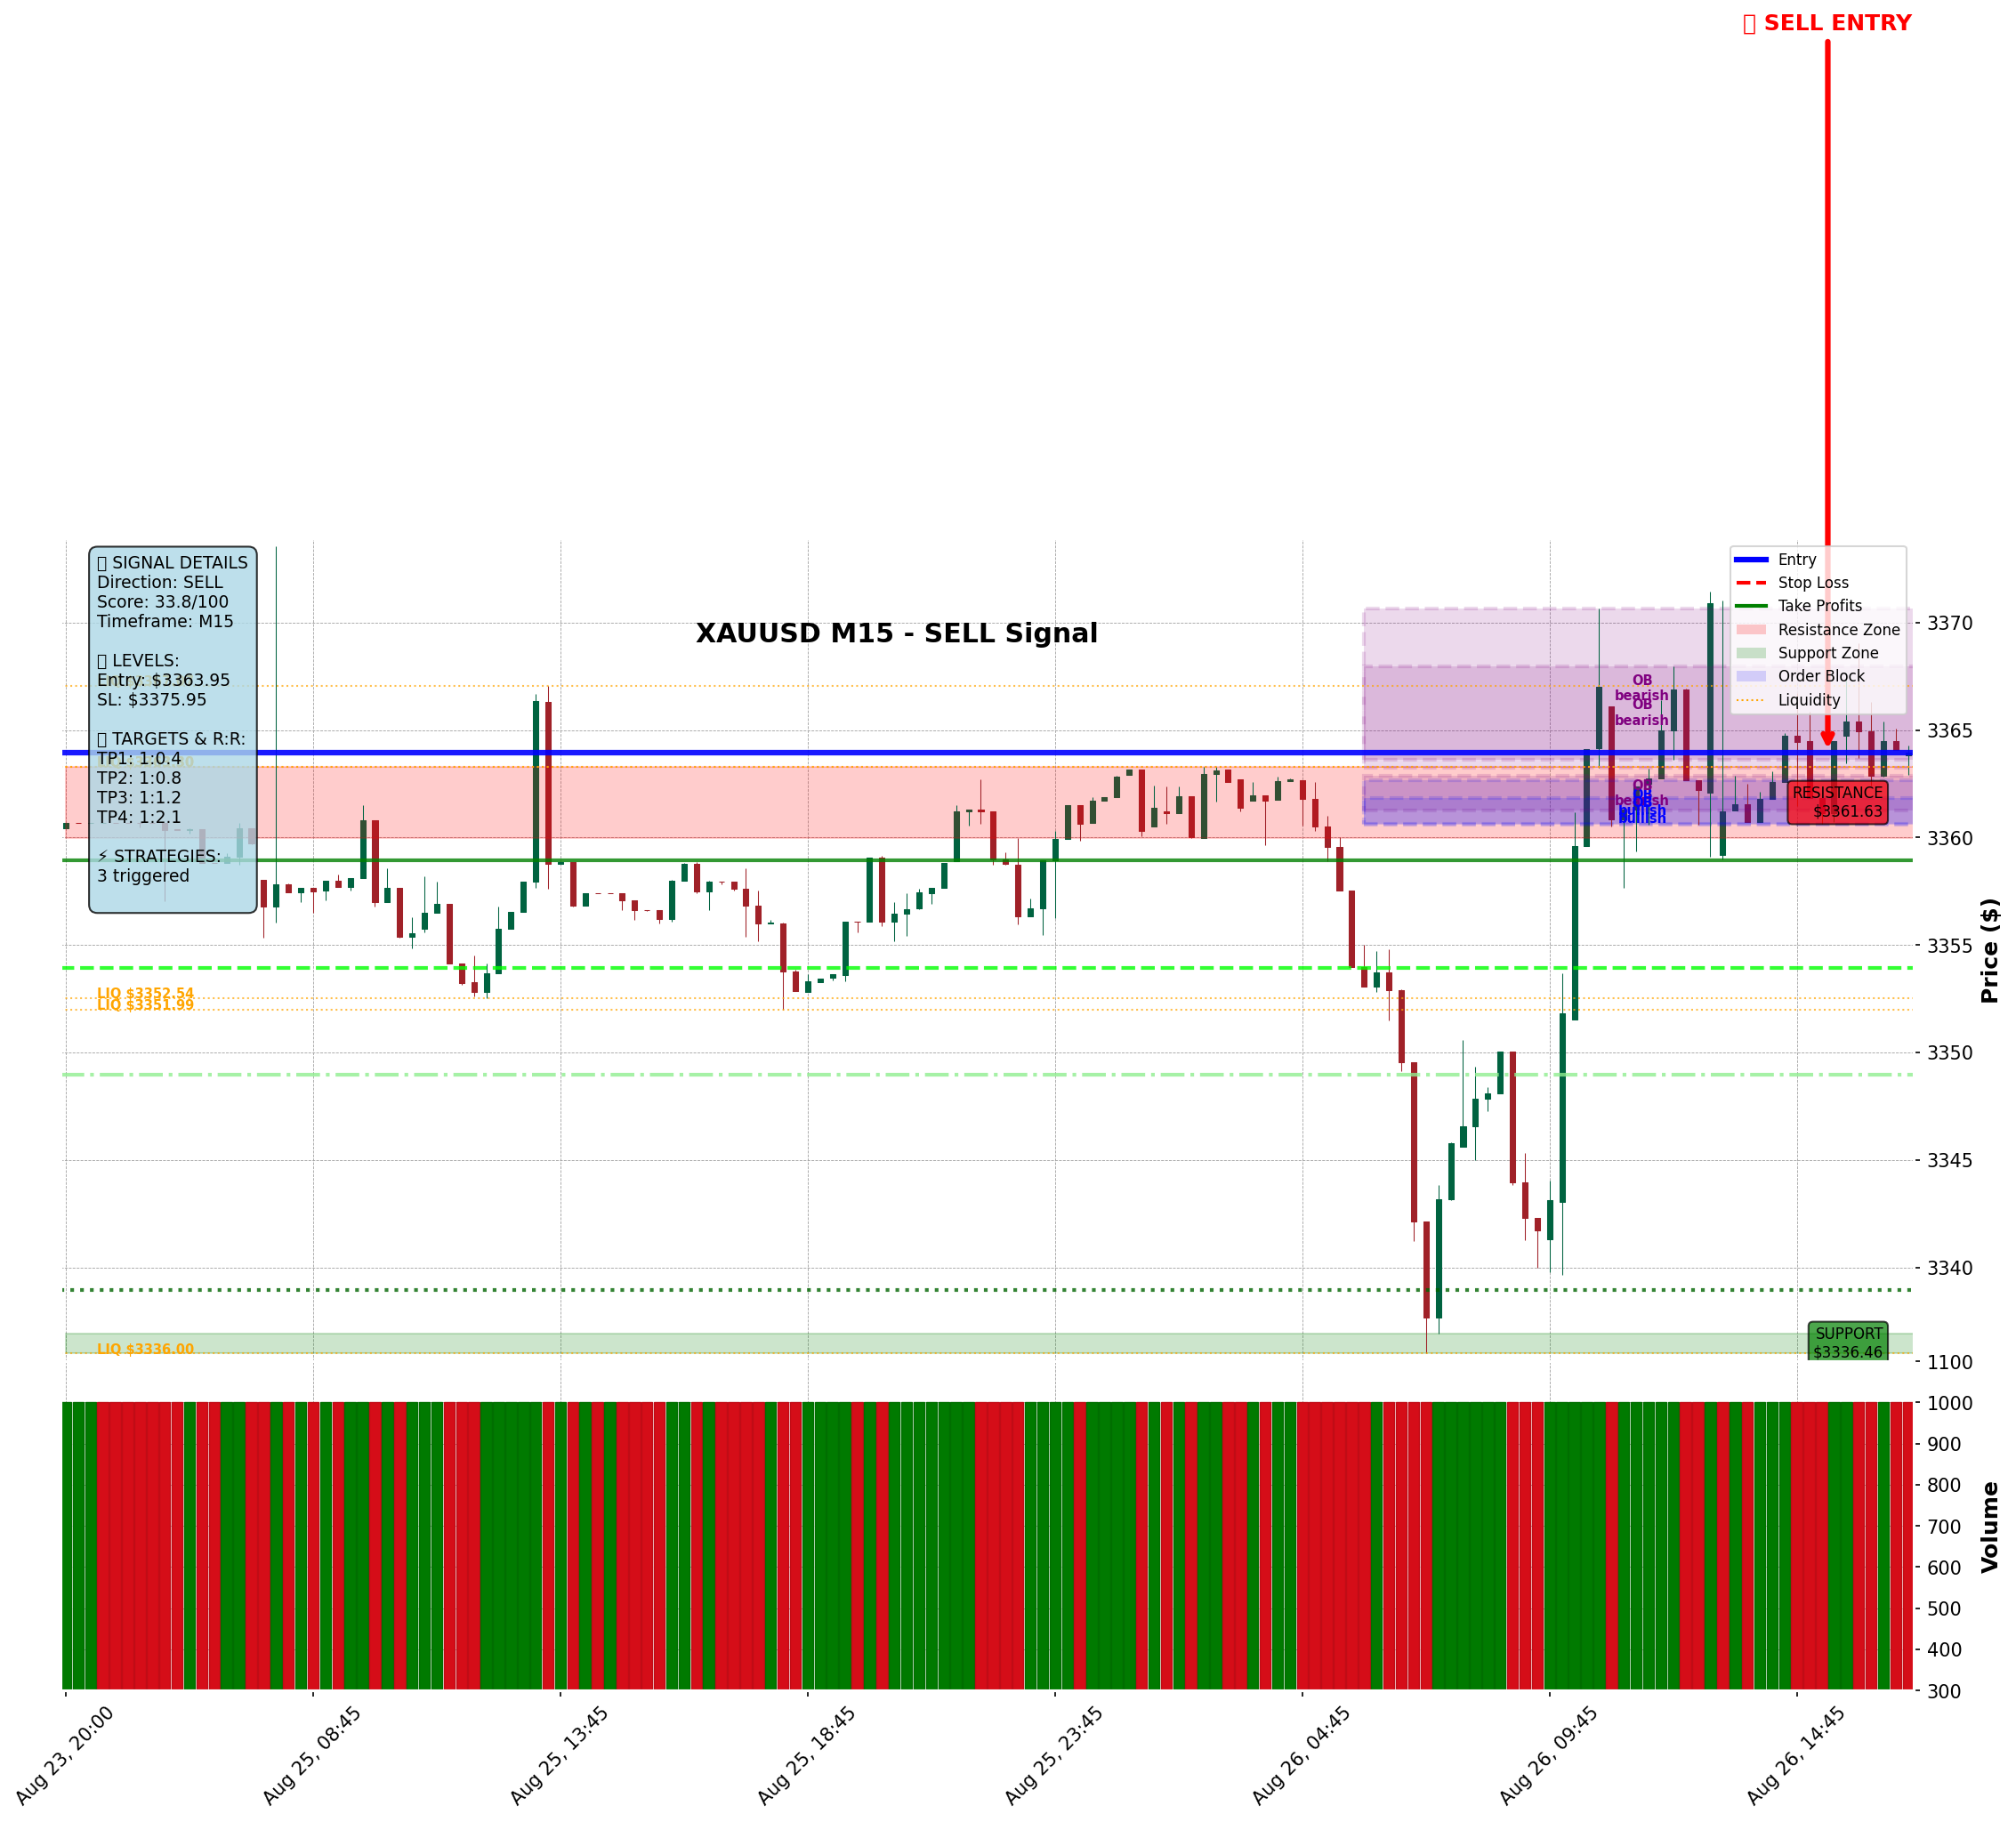 SELL ENTRY
SIGNAL DETAILS
Direction: SELL
Score: 33.8/100
Timeframe: M15
LEVELS:
Entry: $3363.95
SL: $3375.95
TARGETS & R:R:
TP1: 1:0.4
TP2: 1:0.8
TP3: 1:1.2
TP4: 1:2.1
⚡ STRATEGIES:
3 triggered
XAUUSD M15 - SELL Signal
Entry
Stop Loss
Take Profits
Resistance Zone
Support Zone
Order Block
Liquidity
OB
bearish
OB
bearish
OB
bearish
OB
bullish
OB
bullish
RESISTANCE
$3361.63
LIQ $3352.54
LIQ $3351.99
LIQ $3336.00
SUPPORT
$3336.46
3370
3365
3360
3355
3350
3345
3340
Price ($)
1100
1000
900
800
700
600
500
400
300
Volume
Aug 23, 20:00
Aug 25, 08:45
Aug 25, 13:45
Aug 25, 18:45
Aug 25, 23:45
Aug 26, 04:45
Aug 26, 09:45
Aug 26, 14:45